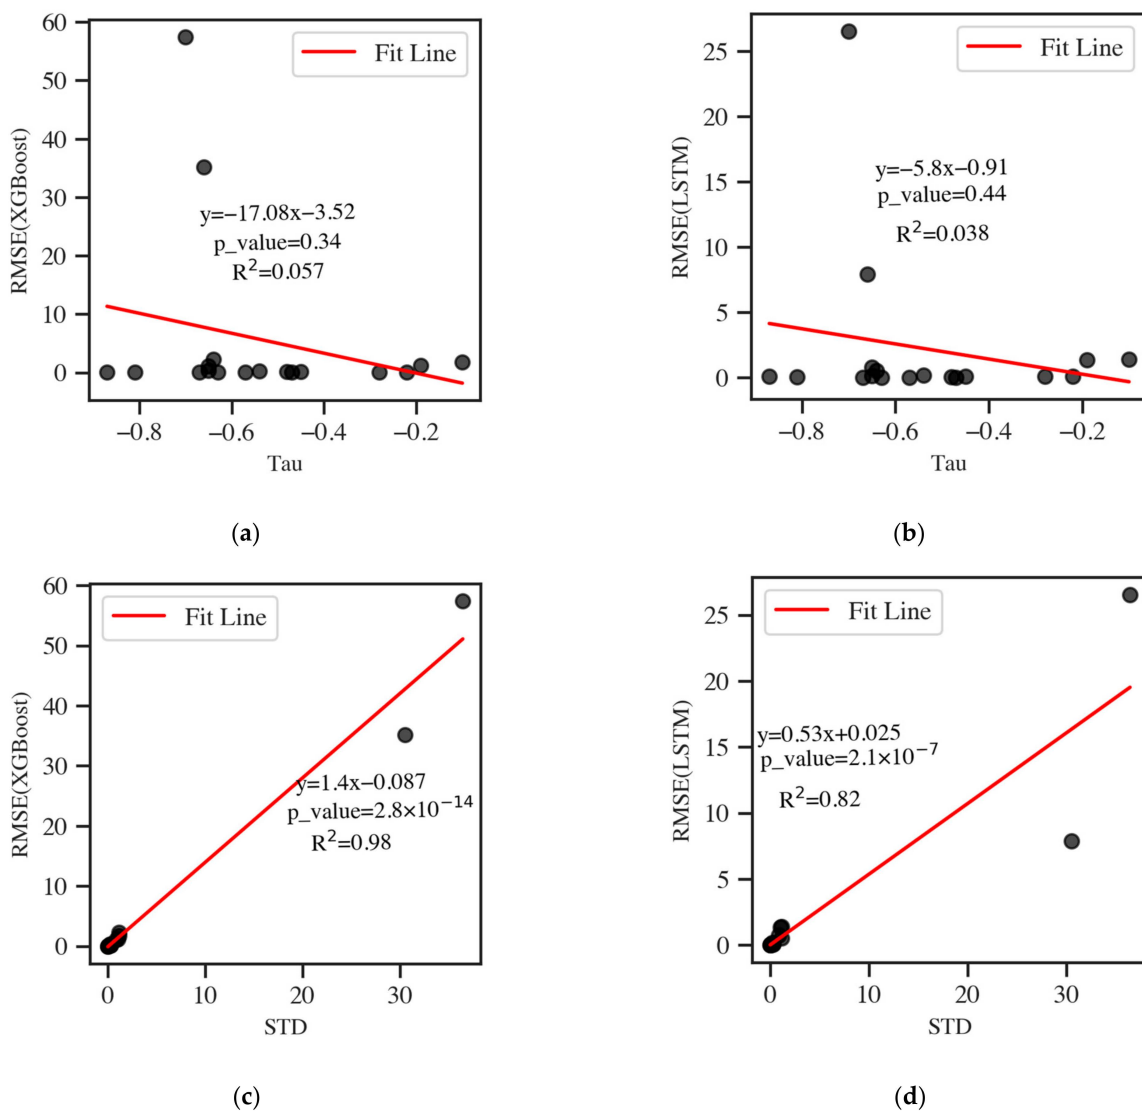 60
50
40
30
20
10
0
RMSE(XGBoost)
Fit Line
y=−17.08x−3.52
p_value=0.34
R²=0.057
−0.8 −0.6 −0.4 −0.2
Tau
(a)
25
20
15
10
5
0
RMSE(LSTM)
Fit Line
y=−5.8x−0.91
p_value=0.44
R²=0.038
−0.8 −0.6 −0.4 −0.2
Tau
(b)
60
50
40
30
20
10
0
RMSE(XGBoost)
Fit Line
y=1.4x−0.087
p_value=2.8×10⁻¹⁴
R²=0.98
0 10 20 30
STD
(c)
25
20
15
10
5
0
RMSE(LSTM)
Fit Line
y=0.53x+0.025
p_value=2.1×10⁻⁷
R²=0.82
0 10 20 30
STD
(d)